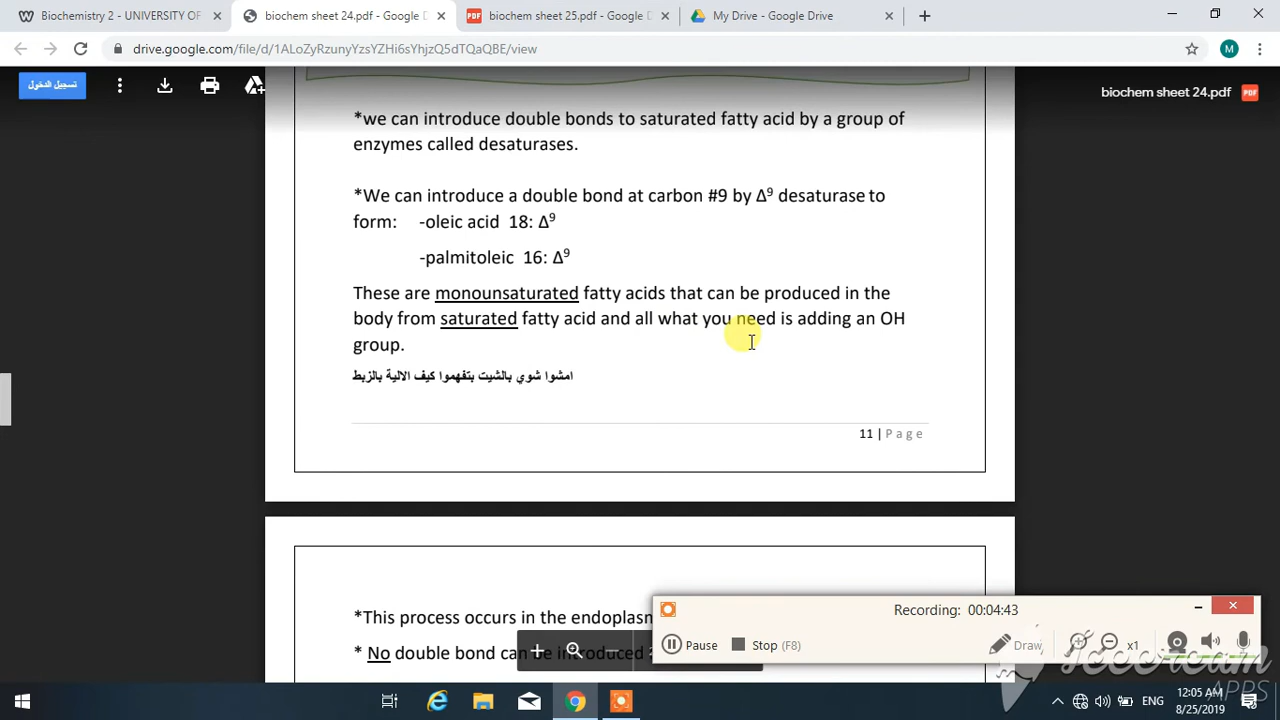 Biochemistry 2 - UNIVERSITY OF
biochem sheet 24.pdf - Google D
biochem sheet 25.pdf - Google D
My Drive - Google Drive
drive.google.com/file/d/1ALoZyRzunyYzsYZHi6sYhjzQ5dTQaQBE/view
M
تسجيل الدخول
biochem sheet 24.pdf
PDF
*we can introduce double bonds to saturated fatty acid by a group of
enzymes called desaturases.
*We can introduce a double bond at carbon #9 by Δ⁹ desaturase to
form: -oleic acid 18: Δ⁹
-palmitoleic 16: Δ⁹
These are monounsaturated fatty acids that can be produced in the
body from saturated fatty acid and all what you need is adding an OH
group.
امشوا شوي بالشيت بتفهموا كيف الالية بالزبط
11 | Page
*This process occurs in the endoplasm
* No double bond can be introduced
Recording: 00:04:43
Pause
Stop (F8)
Draw
x1
Icecream
APPS
ENG
12:05 AM
8/25/2019